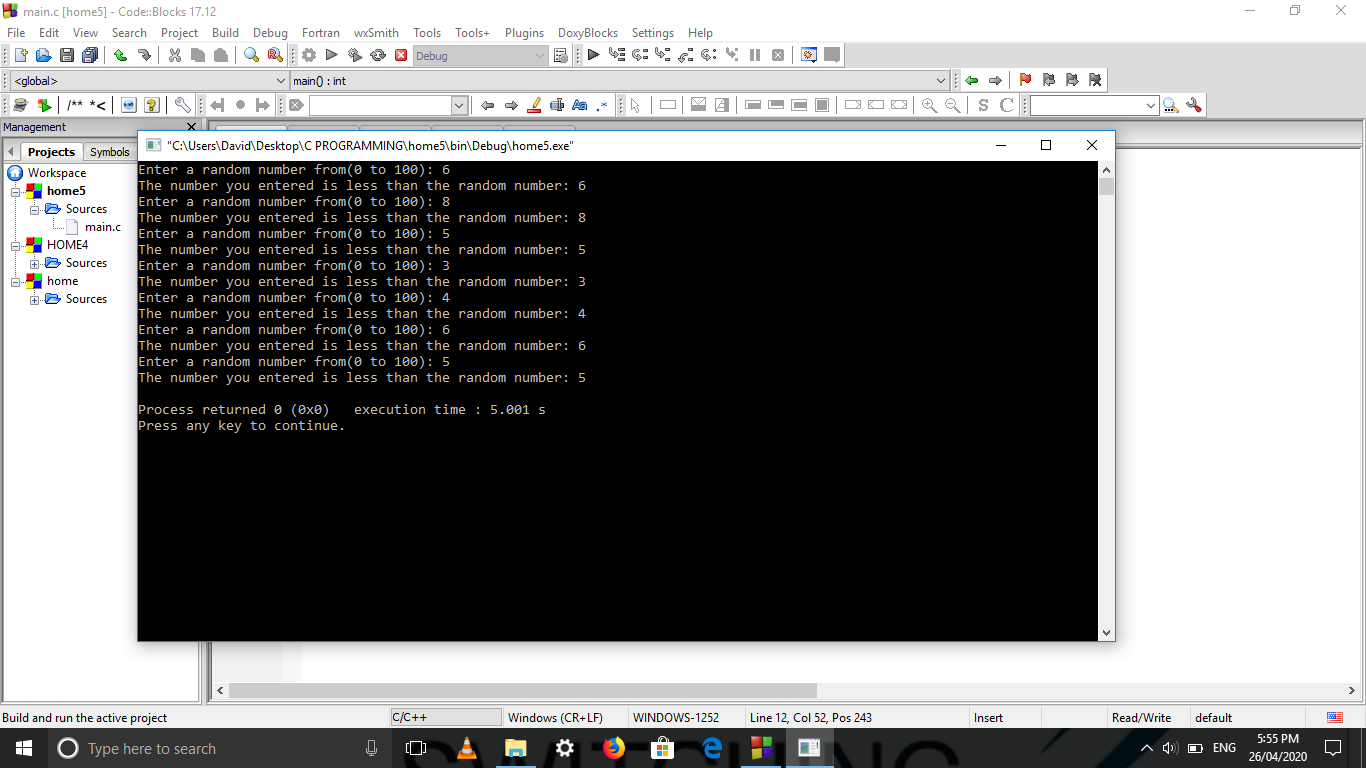 main.c [home5] - Code::Blocks 17.12
File Edit View Search Project Build Debug Fortran wxSmith Tools Tools+ Plugins DoxyBlocks Settings Help
Debug
<global> main() : int
/** *< Aa .* S C
Management
Projects Symbols
"C:\Users\David\Desktop\C PROGRAMMING\home5\bin\Debug\home5.exe"
Workspace
home5
Sources
main.c
HOME4
Sources
home
Sources
Enter a random number from(0 to 100): 6
The number you entered is less than the random number: 6
Enter a random number from(0 to 100): 8
The number you entered is less than the random number: 8
Enter a random number from(0 to 100): 5
The number you entered is less than the random number: 5
Enter a random number from(0 to 100): 3
The number you entered is less than the random number: 3
Enter a random number from(0 to 100): 4
The number you entered is less than the random number: 4
Enter a random number from(0 to 100): 6
The number you entered is less than the random number: 6
Enter a random number from(0 to 100): 5
The number you entered is less than the random number: 5
Process returned 0 (0x0)   execution time : 5.001 s
Press any key to continue.
Build and run the active project C/C++ Windows (CR+LF) WINDOWS-1252 Line 12, Col 52, Pos 243 Insert Read/Write default
Type here to search
ENG
5:55 PM
26/04/2020